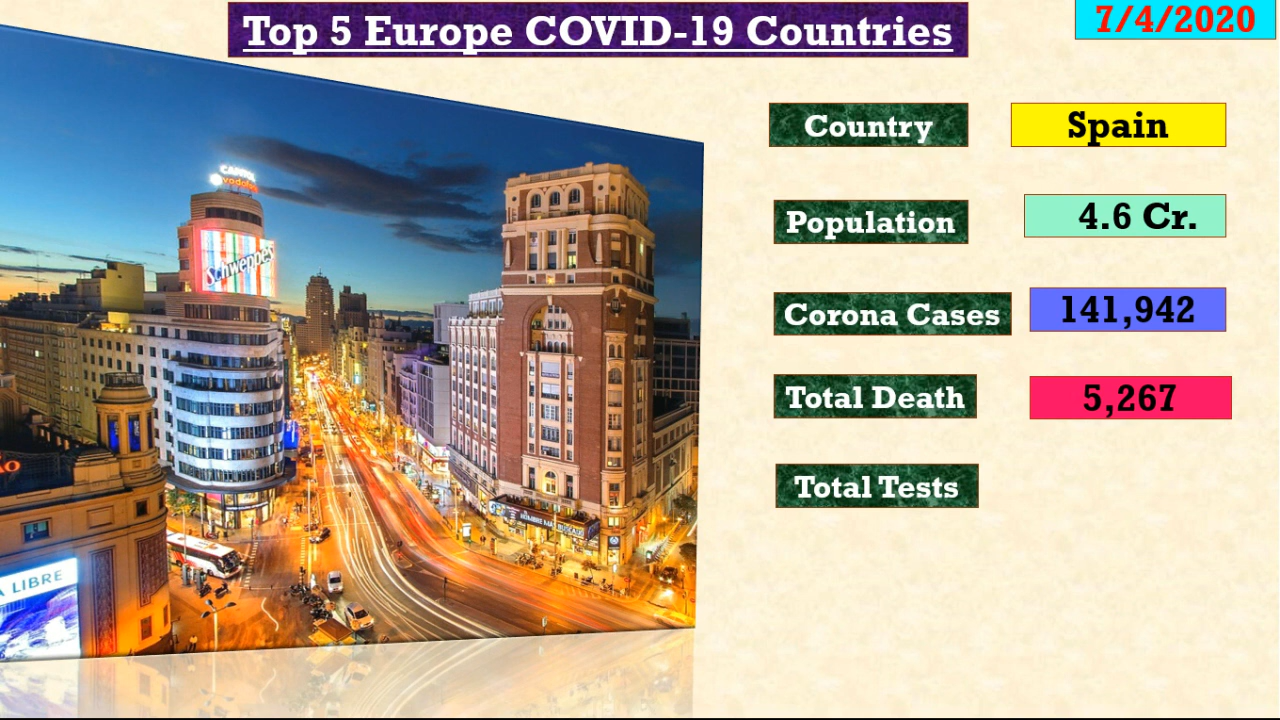 Top 5 Europe COVID-19 Countries
7/4/2020
Country
Spain
Population
4.6 Cr.
Corona Cases
141,942
Total Death
5,267
Total Tests
Schweppes
vodafone
LIBRE